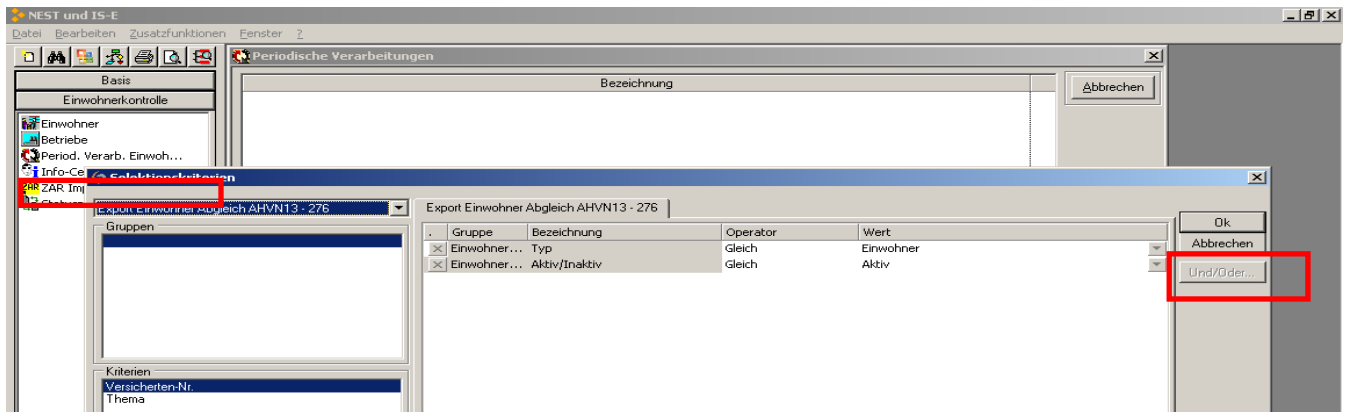 NEST und IS-E
Datei Bearbeiten Zusatzfunktionen Fenster ?
Periodische Verarbeitungen
Basis
Bezeichnung
Abbrechen
Einwohnerkontrolle
Einwohner
Betriebe
Period. Verarb. Einwoh...
Info-Ce
Selektionskriterien
ZAR Imp
Export Einwohner Abgleich AHVN13 - 276
Export Einwohner Abgleich AHVN13 - 276
Gruppen
. Gruppe Bezeichnung Operator Wert
Einwohner... Typ Gleich Einwohner
Einwohner... Aktiv/Inaktiv Gleich Aktiv
Ok
Abbrechen
Und/Oder...
Kriterien
Versicherten-Nr.
Thema